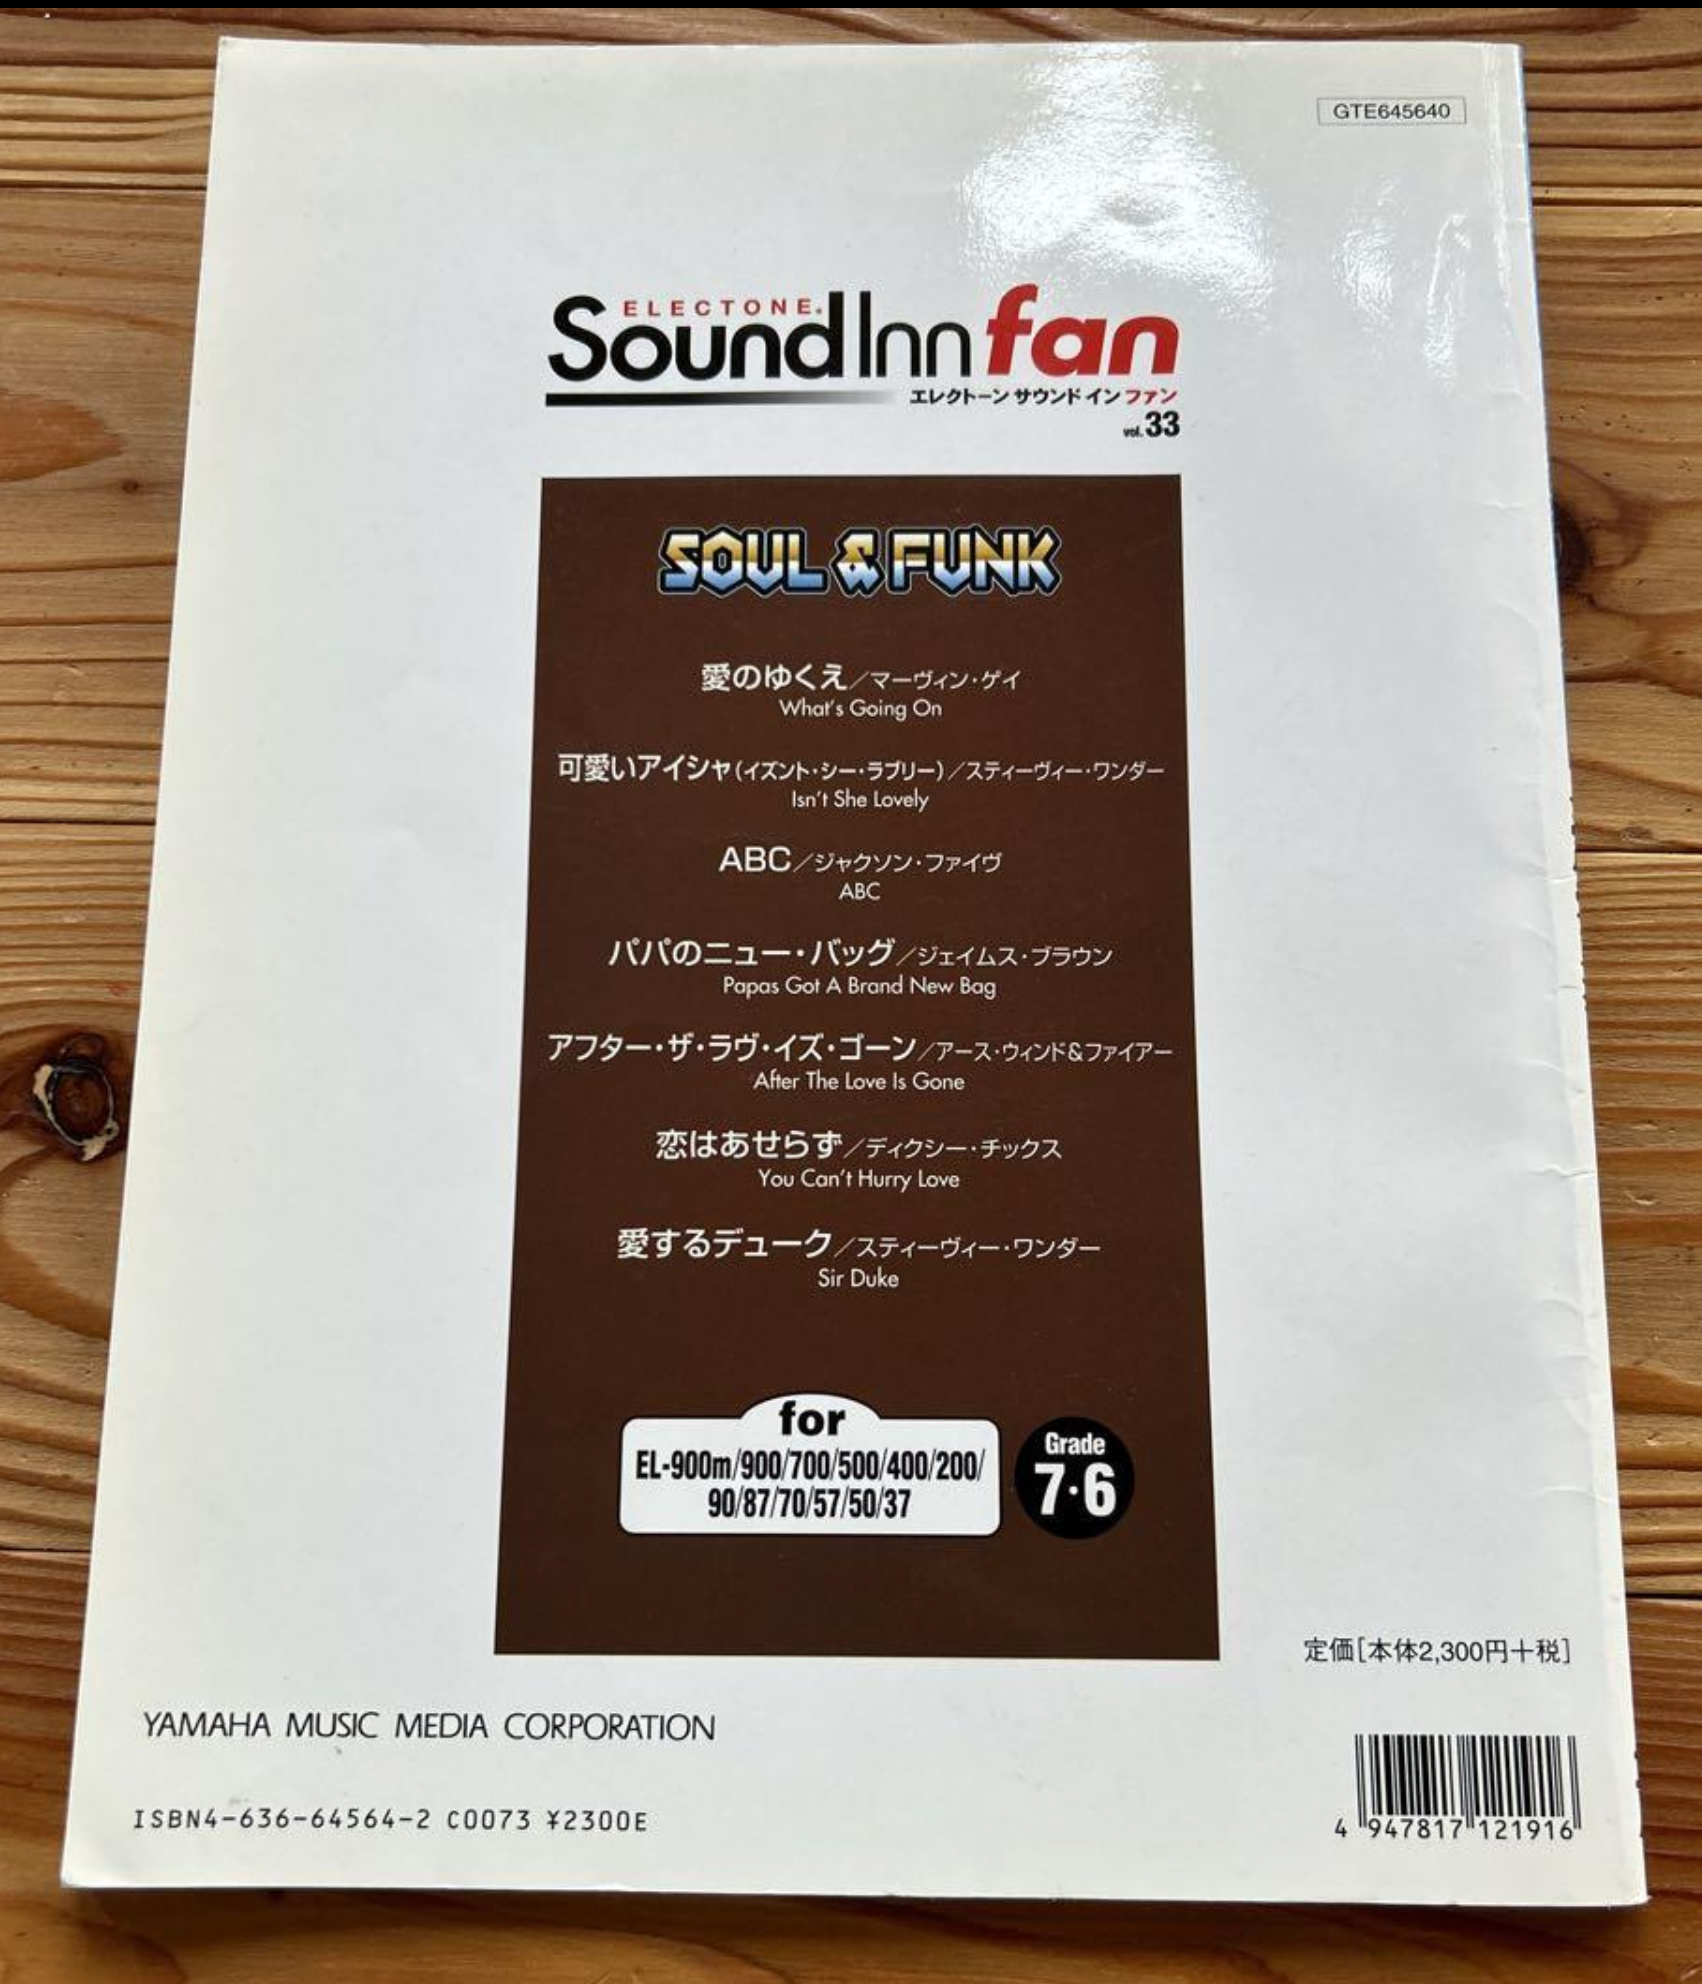 GTE645640
ELECTONE®
Sound Inn fan
エレクトーン サウンド イン ファン
vol.33
SOUL & FUNK
愛のゆくえ／マーヴィン・ゲイ
What's Going On
可愛いアイシャ(イズント・シー・ラブリー)／スティーヴィー・ワンダー
Isn't She Lovely
ABC／ジャクソン・ファイヴ
ABC
パパのニュー・バッグ／ジェイムス・ブラウン
Papas Got A Brand New Bag
アフター・ザ・ラヴ・イズ・ゴーン／アース・ウィンド&ファイアー
After The Love Is Gone
恋はあせらず／ディクシー・チックス
You Can't Hurry Love
愛するデューク／スティーヴィー・ワンダー
Sir Duke
for
EL-900m/900/700/500/400/200/
90/87/70/57/50/37
Grade
7・6
定価[本体2,300円＋税]
YAMAHA MUSIC MEDIA CORPORATION
ISBN4-636-64564-2 C0073 ¥2300E
4 947817 121916